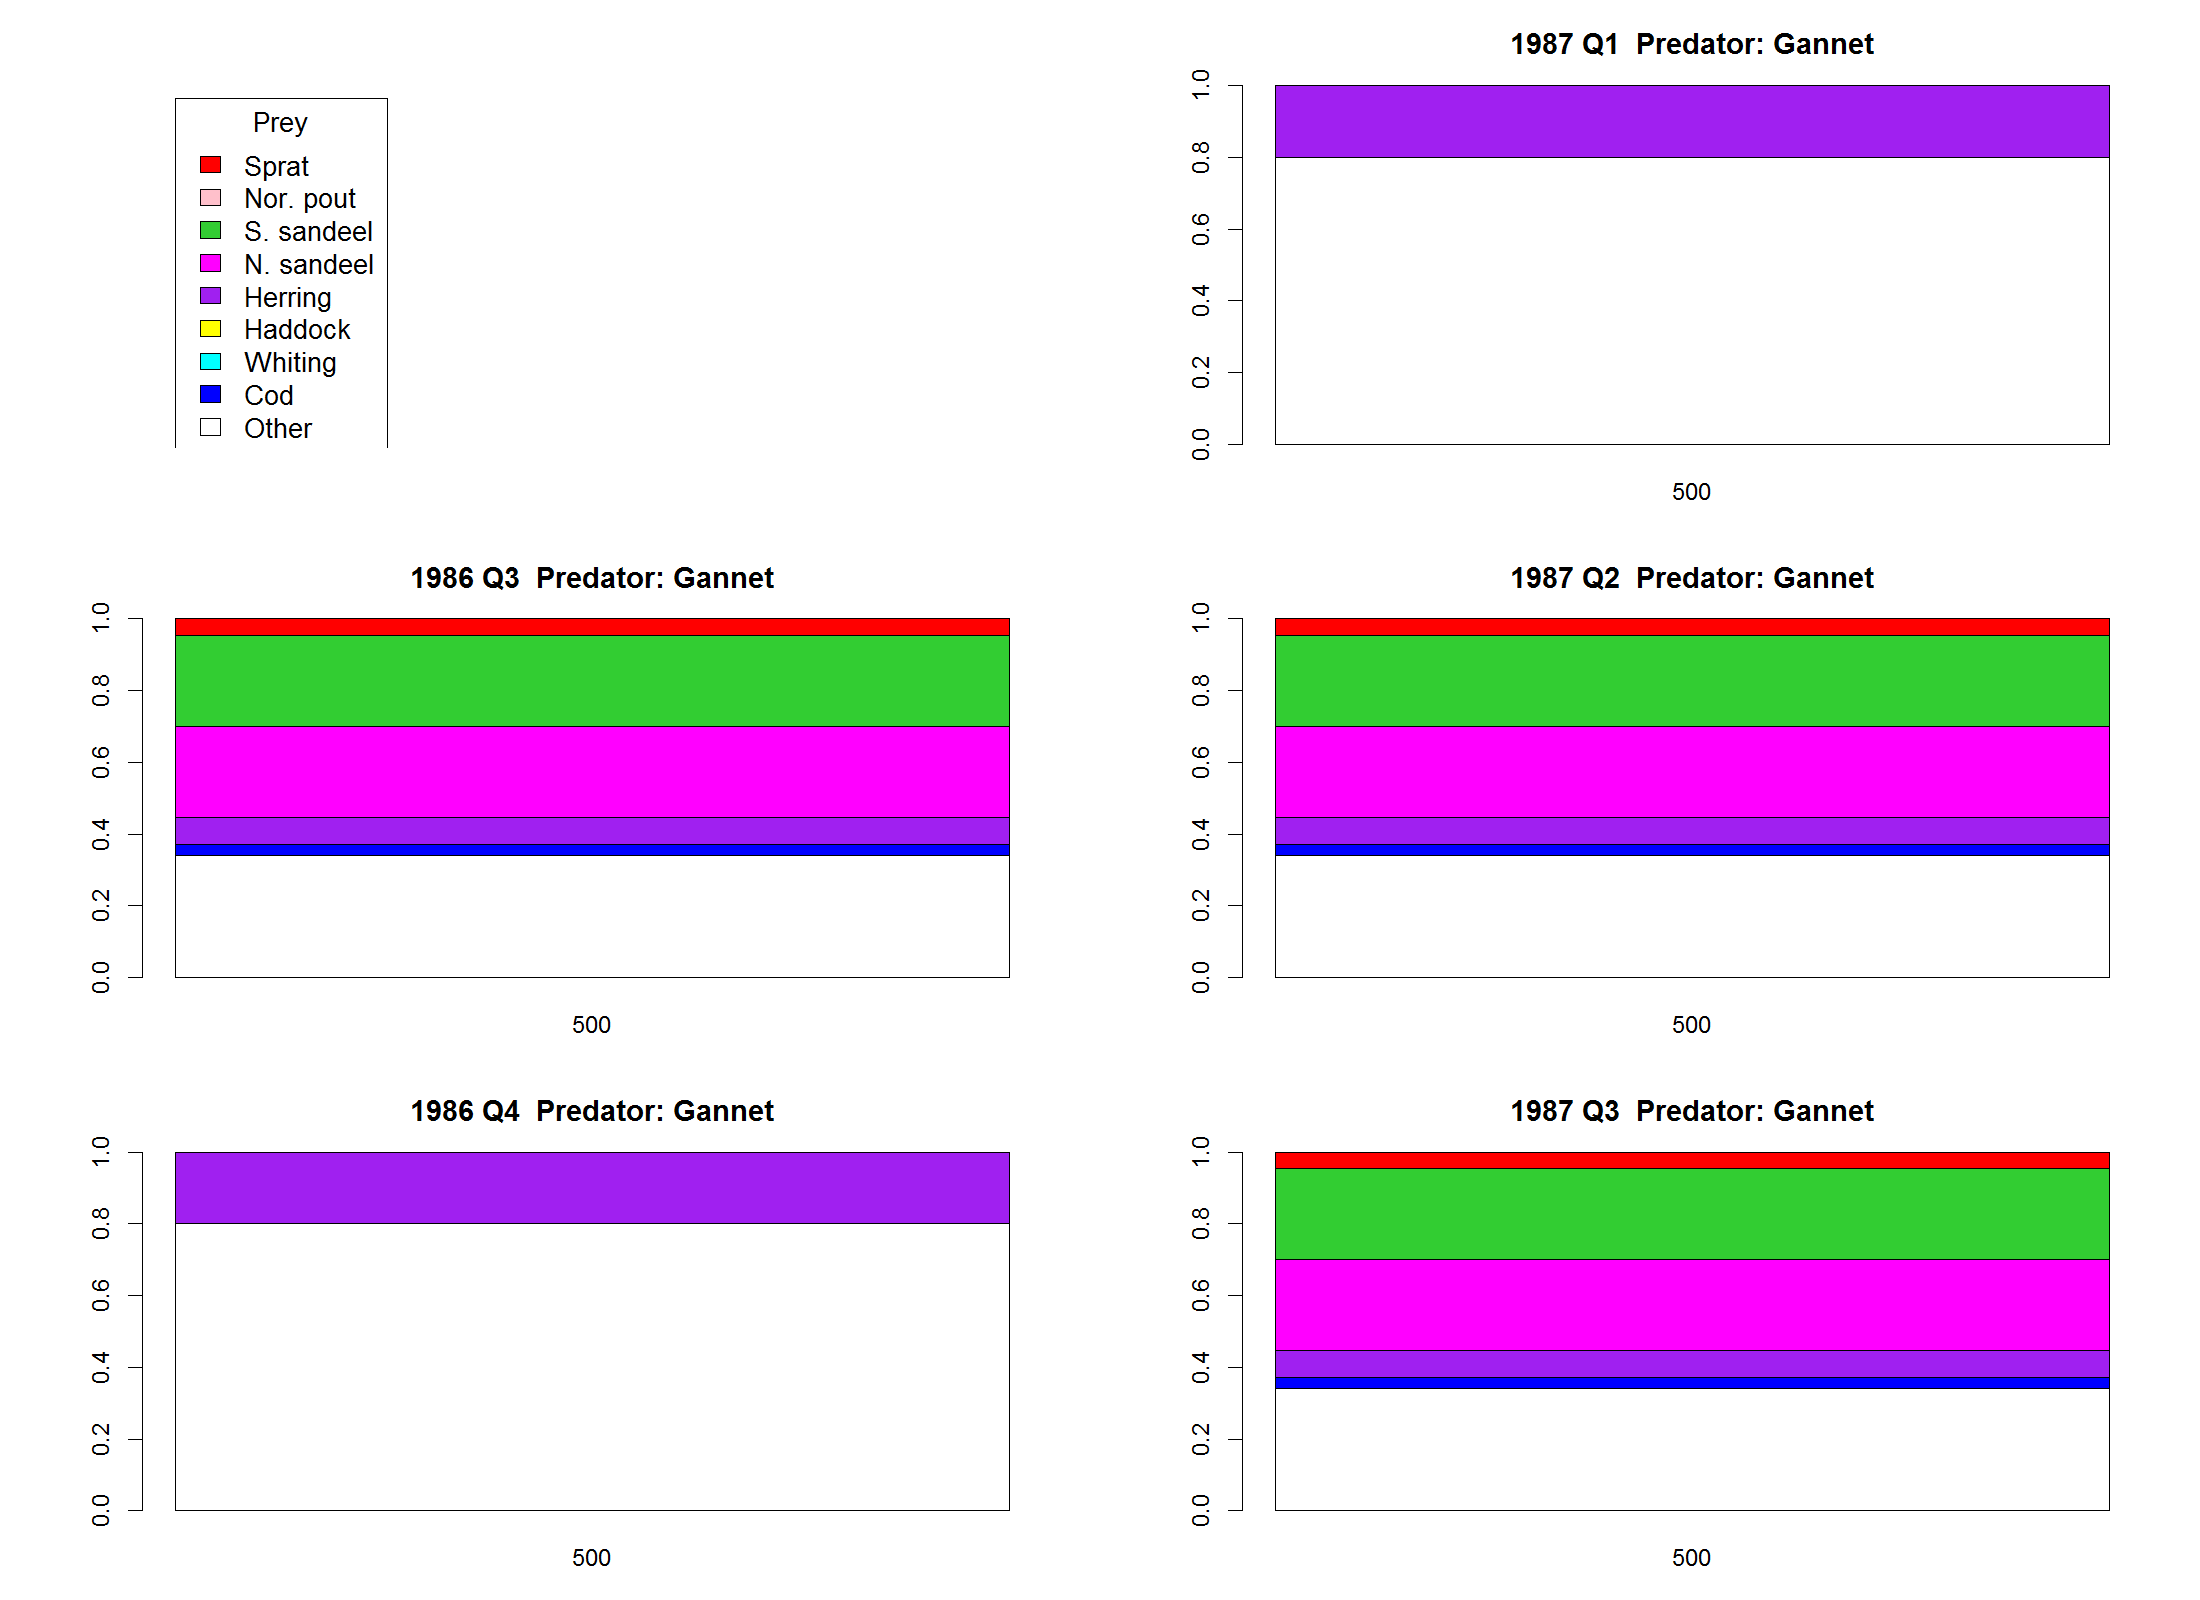 Prey
Sprat
Nor. pout
S. sandeel
N. sandeel
Herring
Haddock
Whiting
Cod
Other
1987 Q1  Predator: Gannet
1.0
0.8
0.6
0.4
0.2
0.0
500
1986 Q3  Predator: Gannet
1.0
0.8
0.6
0.4
0.2
0.0
500
1987 Q2  Predator: Gannet
1.0
0.8
0.6
0.4
0.2
0.0
500
1986 Q4  Predator: Gannet
1.0
0.8
0.6
0.4
0.2
0.0
500
1987 Q3  Predator: Gannet
1.0
0.8
0.6
0.4
0.2
0.0
500